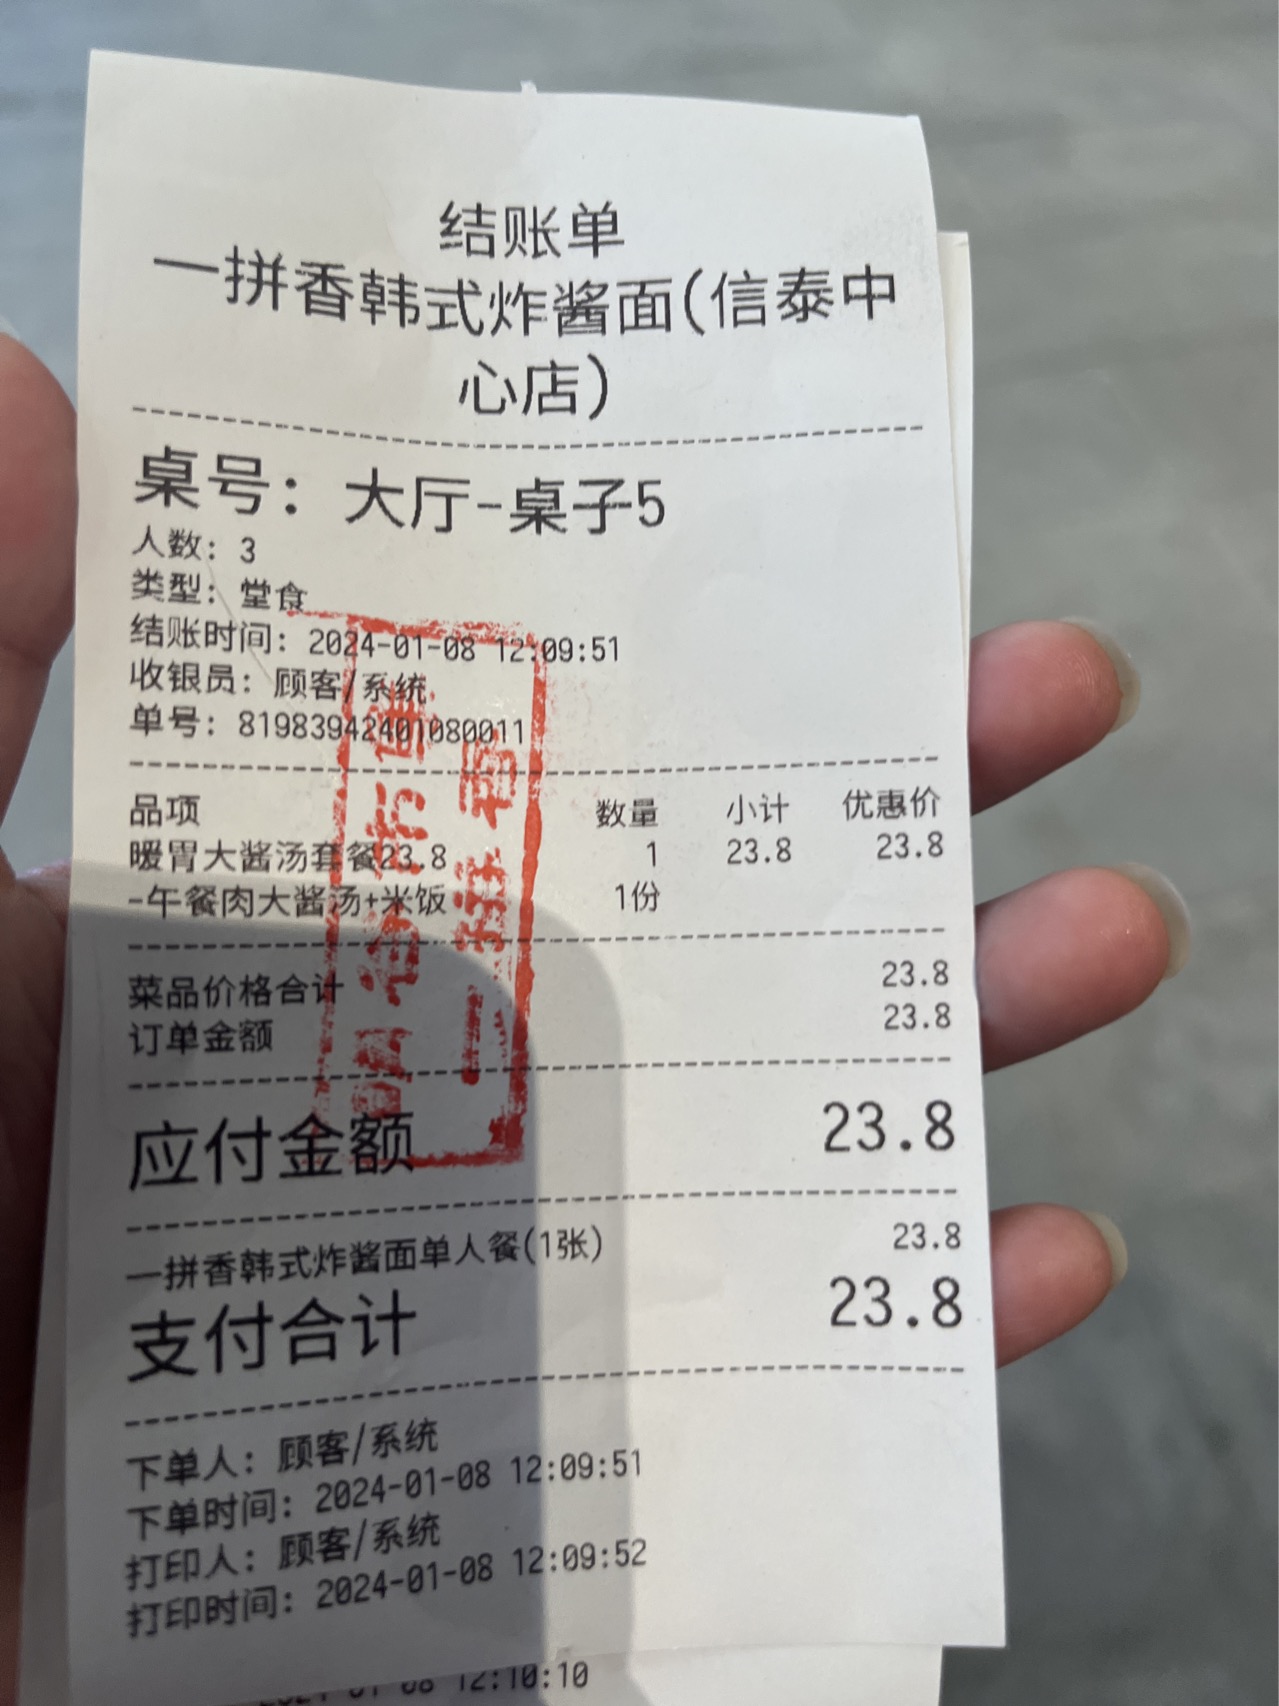 结账单
一拼香韩式炸酱面(信泰中
心店)
桌号: 大厅-桌子5
人数: 3
类型: 堂食
结账时间: 2024-01-08 12:09:51
收银员: 顾客/系统
单号: 81983942401080011
品项 数量 小计 优惠价
暖胃大酱汤套餐23.8 1 23.8 23.8
-午餐肉大酱汤+米饭 1份
菜品价格合计 23.8
订单金额 23.8
应付金额 23.8
一拼香韩式炸酱面单人餐(1张) 23.8
支付合计 23.8
下单人: 顾客/系统
下单时间: 2024-01-08 12:09:51
打印人: 顾客/系统
打印时间: 2024-01-08 12:09:52
2024-01-08 12:10:10
一拼香